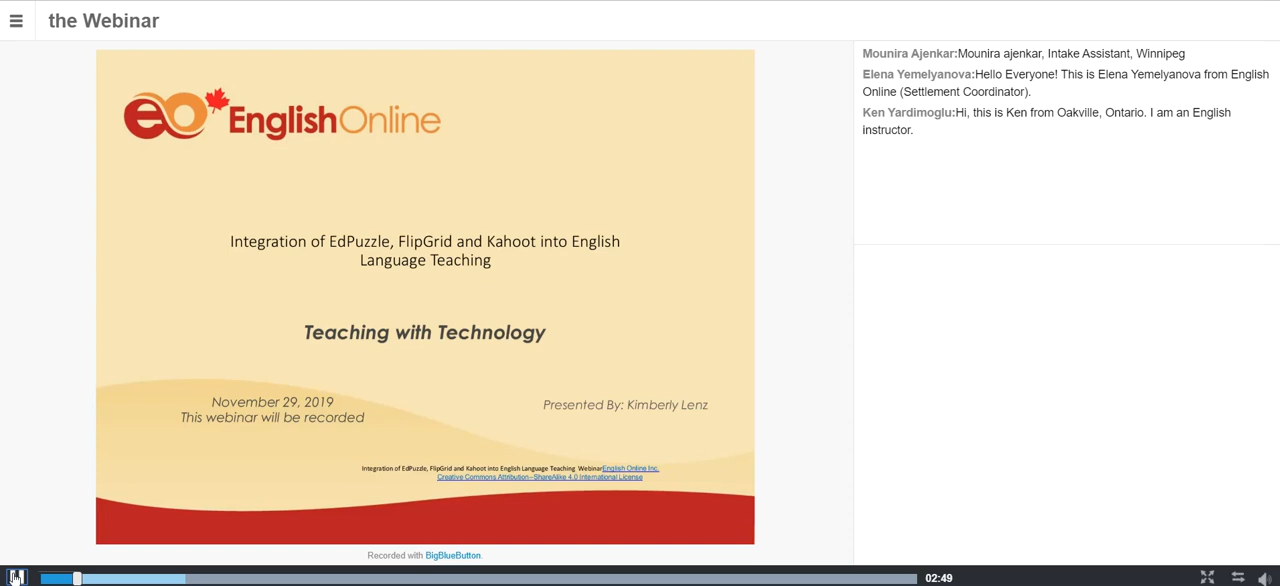 the Webinar
EnglishOnline
Integration of EdPuzzle, FlipGrid and Kahoot into English
Language Teaching
Teaching with Technology
November 29, 2019
This webinar will be recorded
Presented By: Kimberly Lenz
Integration of EdPuzzle, FlipGrid and Kahoot into English Language Teaching WebinarEnglish Online Inc.
Creative Commons Attribution--ShareAlike 4.0 International License
Recorded with BigBlueButton.
Mounira Ajenkar:Mounira ajenkar, Intake Assistant, Winnipeg
Elena Yemelyanova:Hello Everyone! This is Elena Yemelyanova from English
Online (Settlement Coordinator).
Ken Yardimoglu:Hi, this is Ken from Oakville, Ontario. I am an English
instructor.
02:49